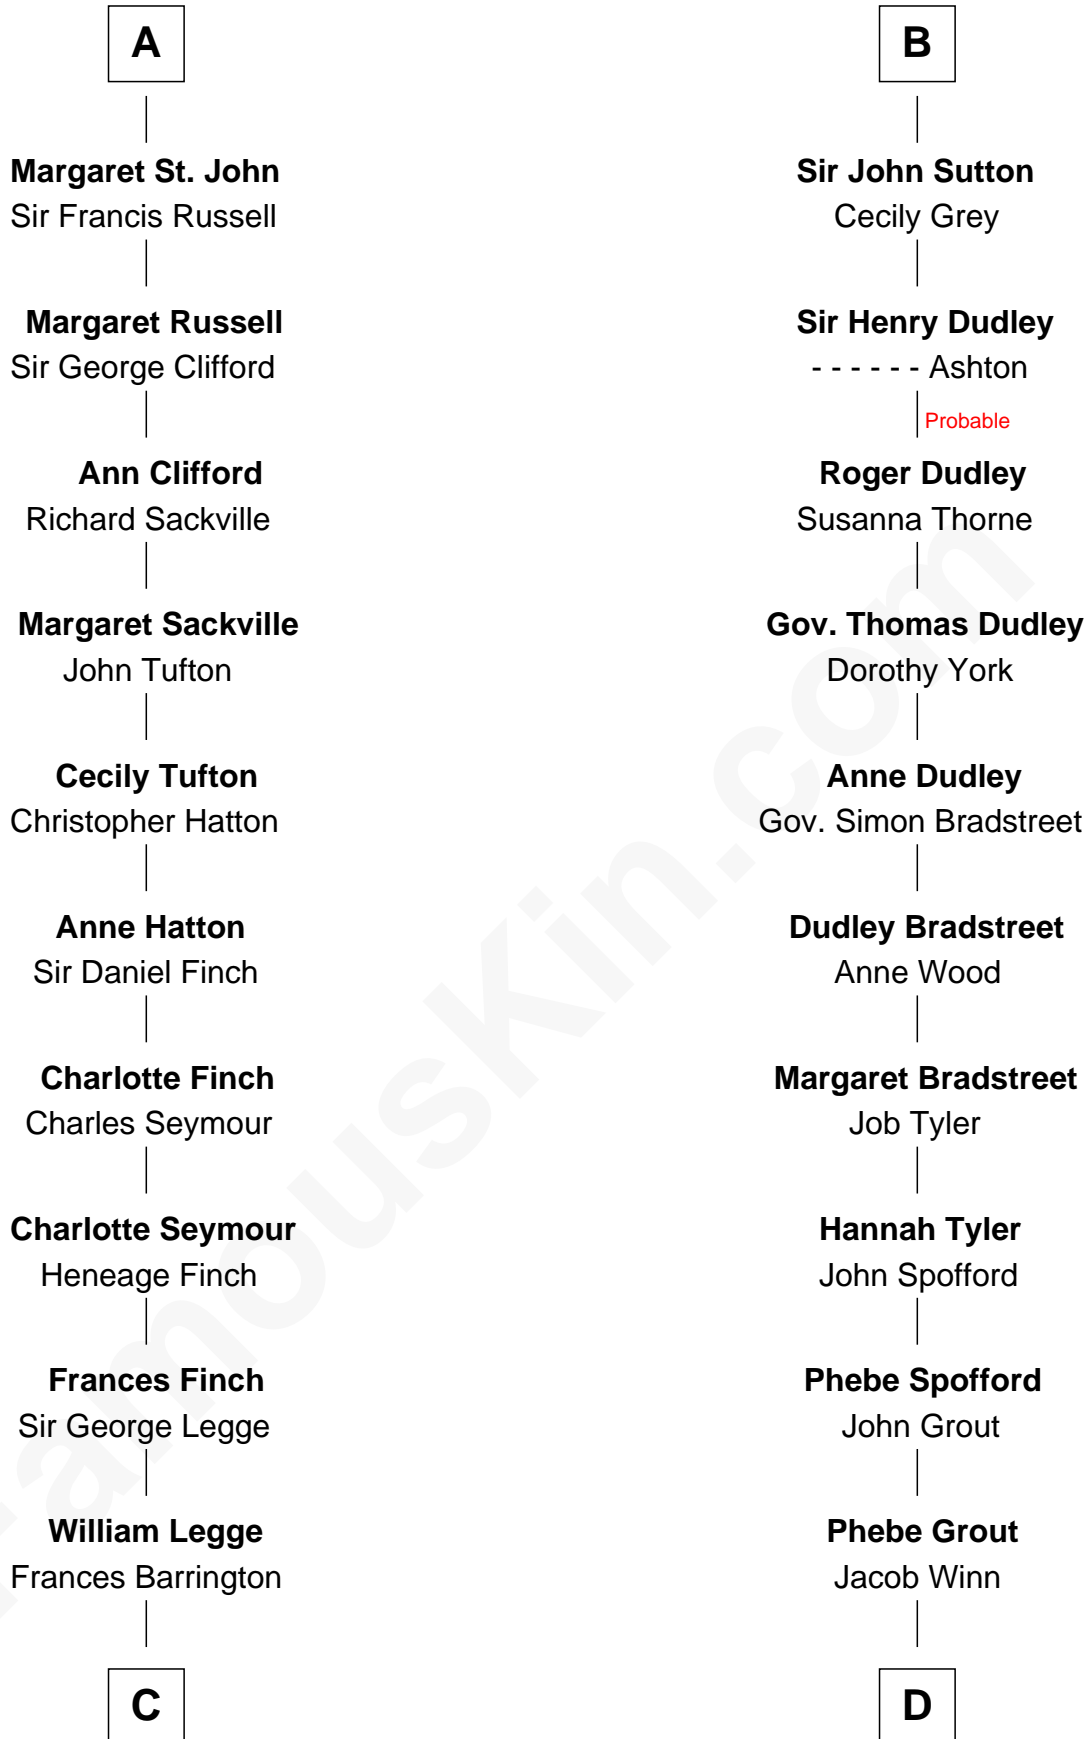 A
Margaret St. John
Sir Francis Russell
Margaret Russell
Sir George Clifford
Ann Clifford
Richard Sackville
Margaret Sackville
John Tufton
Cecily Tufton
Christopher Hatton
Anne Hatton
Sir Daniel Finch
Charlotte Finch
Charles Seymour
Charlotte Seymour
Heneage Finch
Frances Finch
Sir George Legge
William Legge
Frances Barrington
C
B
Sir John Sutton
Cecily Grey
Sir Henry Dudley
- - - - - - Ashton
Probable
Roger Dudley
Susanna Thorne
Gov. Thomas Dudley
Dorothy York
Anne Dudley
Gov. Simon Bradstreet
Dudley Bradstreet
Anne Wood
Margaret Bradstreet
Job Tyler
Hannah Tyler
John Spofford
Phebe Spofford
John Grout
Phebe Grout
Jacob Winn
D
FamousKin.com